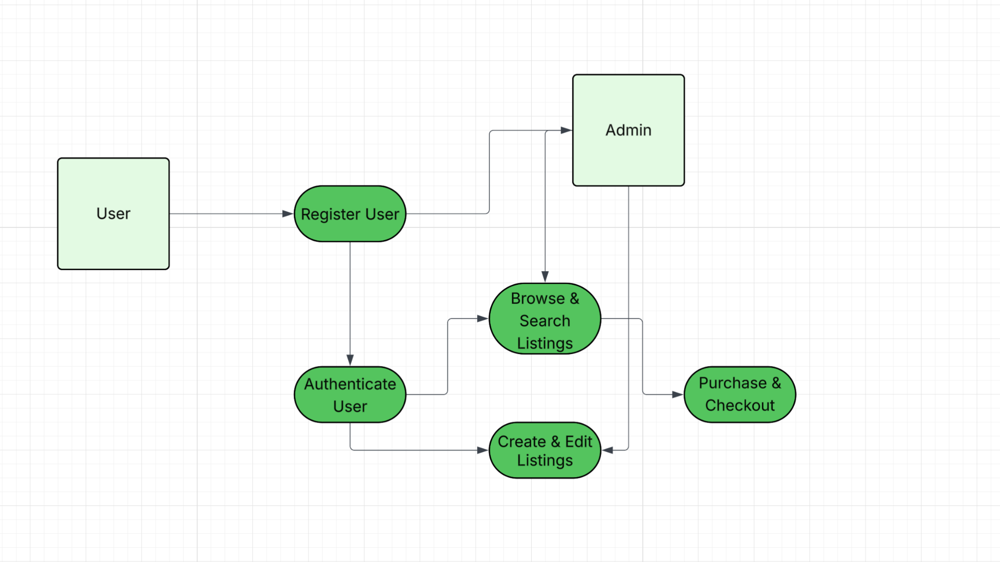 Admin
User
Register User
Browse &
Search
Listings
Authenticate
User
Purchase &
Checkout
Create & Edit
Listings